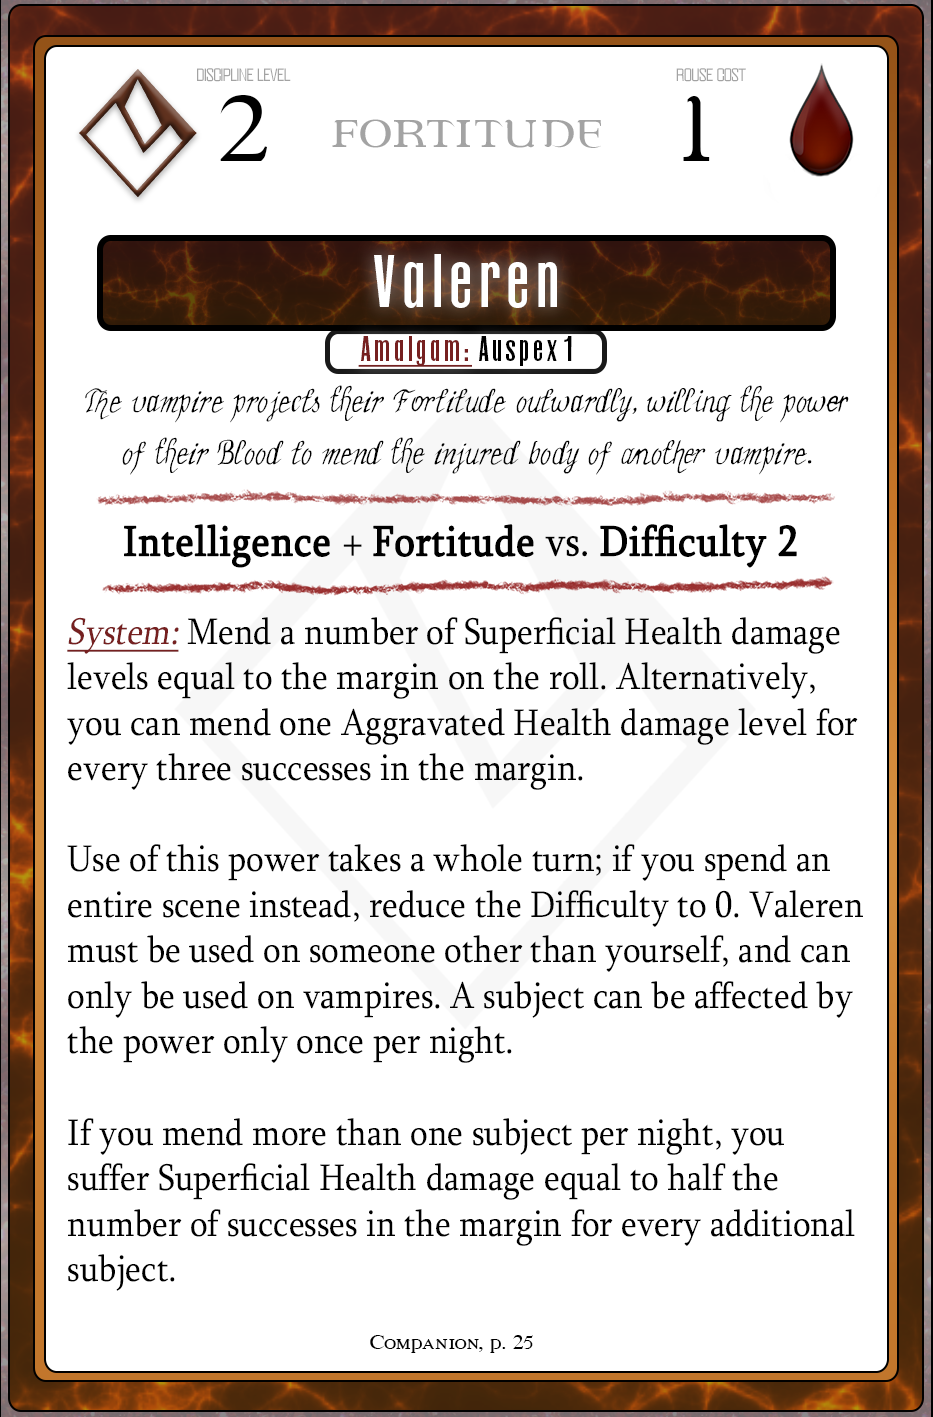 DISCIPLINE LEVEL
2
FORTITUDE
ROUSE COST
1
Valeren
Amalgam: Auspex 1
The vampire projects their Fortitude outwardly, willing the power
of their Blood to mend the injured body of another vampire.
Intelligence + Fortitude vs. Difficulty 2
System: Mend a number of Superficial Health damage
levels equal to the margin on the roll. Alternatively,
you can mend one Aggravated Health damage level for
every three successes in the margin.
Use of this power takes a whole turn; if you spend an
entire scene instead, reduce the Difficulty to 0. Valeren
must be used on someone other than yourself, and can
only be used on vampires. A subject can be affected by
the power only once per night.
If you mend more than one subject per night, you
suffer Superficial Health damage equal to half the
number of successes in the margin for every additional
subject.
Companion, p. 25